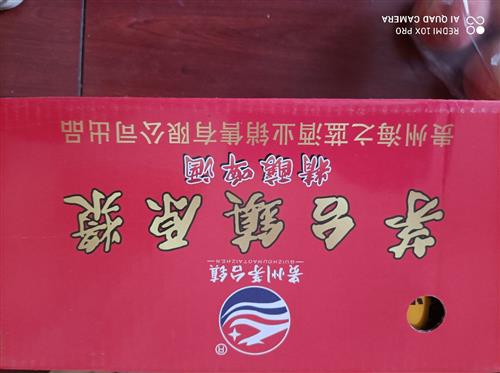 ®
贵州茅台镇
GUIZHOUMAOTAIZHEN
茅台镇原浆
精酿啤酒
贵州海之蓝酒业销售有限公司出品
REDMI 10X PRO
AI QUAD CAMERA